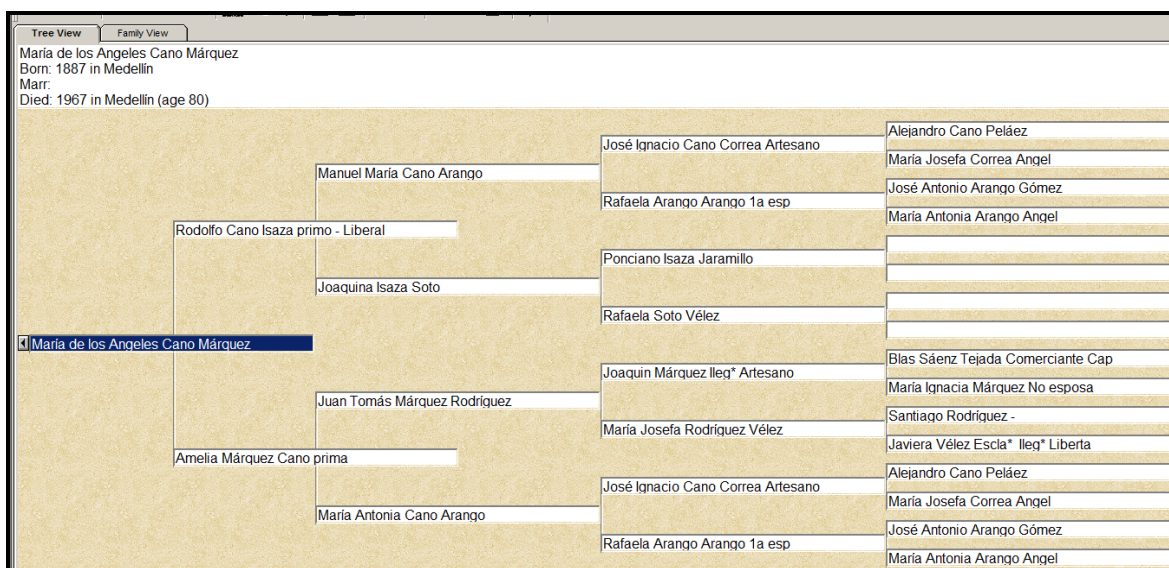 Tree View
Family View
María de los Angeles Cano Márquez
Born: 1887 in Medellín
Marr:
Died: 1967 in Medellín (age 80)
Alejandro Cano Peláez
José Ignacio Cano Correa Artesano
María Josefa Correa Angel
Manuel María Cano Arango
José Antonio Arango Gómez
Rafaela Arango Arango 1a esp
María Antonia Arango Angel
Rodolfo Cano Isaza primo - Liberal
Ponciano Isaza Jaramillo
Joaquina Isaza Soto
Rafaela Soto Vélez
María de los Angeles Cano Márquez
Blas Sáenz Tejada Comerciante Cap
Joaquin Márquez Ileg* Artesano
María Ignacia Márquez No esposa
Juan Tomás Márquez Rodríguez
Santiago Rodríguez -
María Josefa Rodríguez Vélez
Javiera Vélez Escla* Ileg* Liberta
Amelia Márquez Cano prima
Alejandro Cano Peláez
José Ignacio Cano Correa Artesano
María Josefa Correa Angel
María Antonia Cano Arango
José Antonio Arango Gómez
Rafaela Arango Arango 1a esp
María Antonia Arango Angel